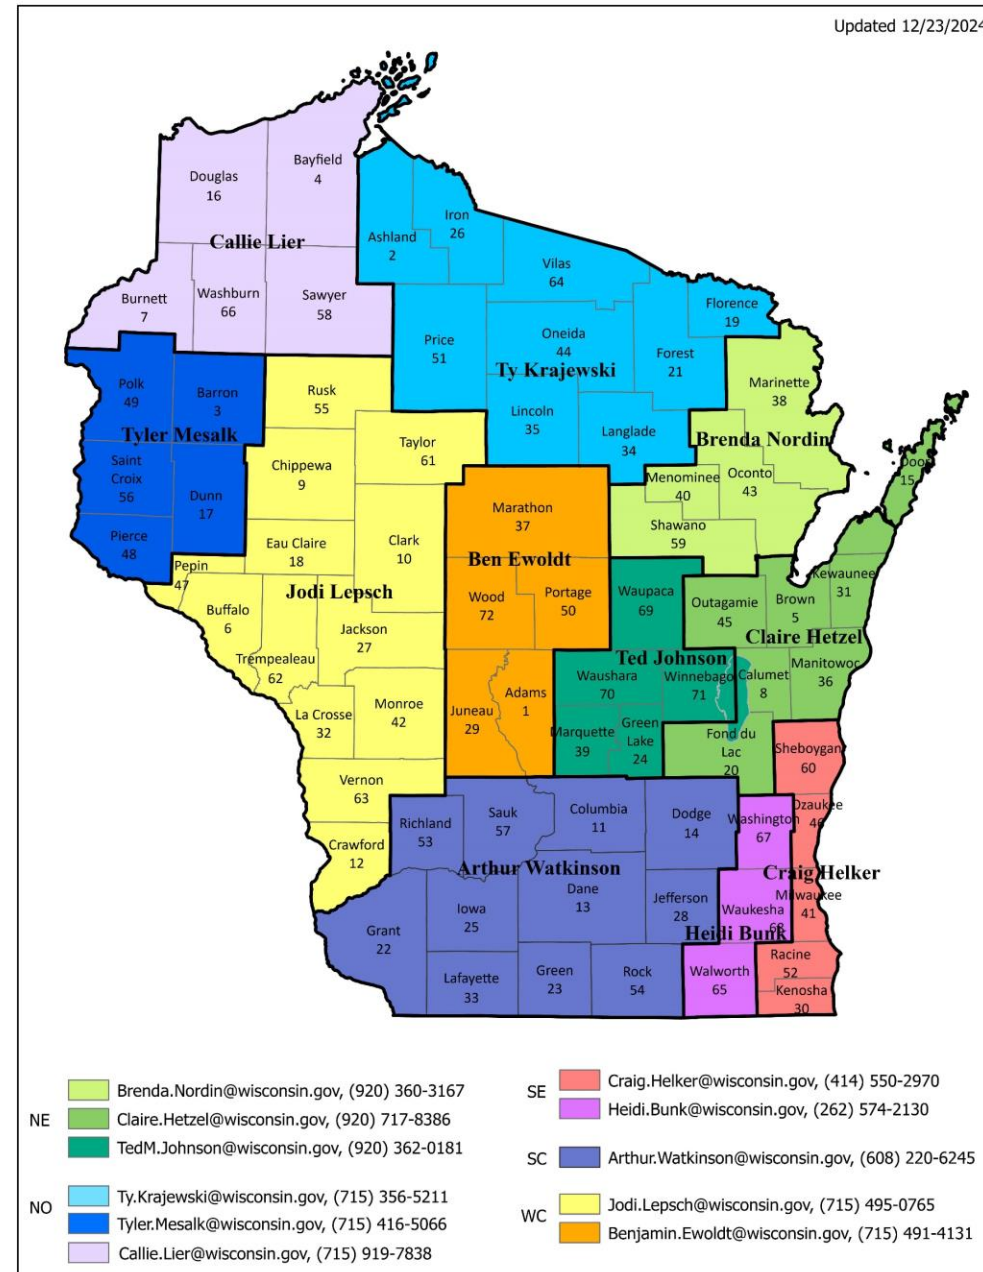 Updated 12/23/2024
Bayfield
4
Douglas
16
Iron
26
Ashland
2
Callie Lier
Vilas
64
Burnett
7
Washburn
66
Sawyer
58
Florence
19
Price
51
Oneida
44
Forest
21
Ty Krajewski
Polk
49
Barron
3
Rusk
55
Marinette
38
Lincoln
35
Langlade
34
Tyler Mesalk
Taylor
61
Brenda Nordin
Saint
Croix
56
Chippewa
9
Menominee
40
Oconto
43
Door
15
Dunn
17
Marathon
37
Pierce
48
Eau Claire
18
Clark
10
Shawano
59
Ben Ewoldt
Pepin
47
Jodi Lepsch
Wood
72
Portage
50
Waupaca
69
Outagamie
45
Brown
5
Kewaunee
31
Buffalo
6
Jackson
27
Claire Hetzel
Trempealeau
62
Ted Johnson
Waushara
70
Winnebago
71
Calumet
8
Manitowoc
36
La Crosse
32
Monroe
42
Juneau
29
Adams
1
Marquette
39
Green
Lake
24
Fond du
Lac
20
Sheboygan
60
Vernon
63
Richland
53
Sauk
57
Columbia
11
Dodge
14
Washington
67
Ozaukee
46
Crawford
12
Arthur Watkinson
Craig Helker
Grant
22
Iowa
25
Dane
13
Jefferson
28
Waukesha
68
Milwaukee
41
Heidi Bunk
Lafayette
33
Green
23
Rock
54
Walworth
65
Racine
52
Kenosha
30
NE
Brenda.Nordin@wisconsin.gov, (920) 360-3167
Claire.Hetzel@wisconsin.gov, (920) 717-8386
TedM.Johnson@wisconsin.gov, (920) 362-0181
NO
Ty.Krajewski@wisconsin.gov, (715) 356-5211
Tyler.Mesalk@wisconsin.gov, (715) 416-5066
Callie.Lier@wisconsin.gov, (715) 919-7838
SE
Craig.Helker@wisconsin.gov, (414) 550-2970
Heidi.Bunk@wisconsin.gov, (262) 574-2130
SC
Arthur.Watkinson@wisconsin.gov, (608) 220-6245
WC
Jodi.Lepsch@wisconsin.gov, (715) 495-0765
Benjamin.Ewoldt@wisconsin.gov, (715) 491-4131